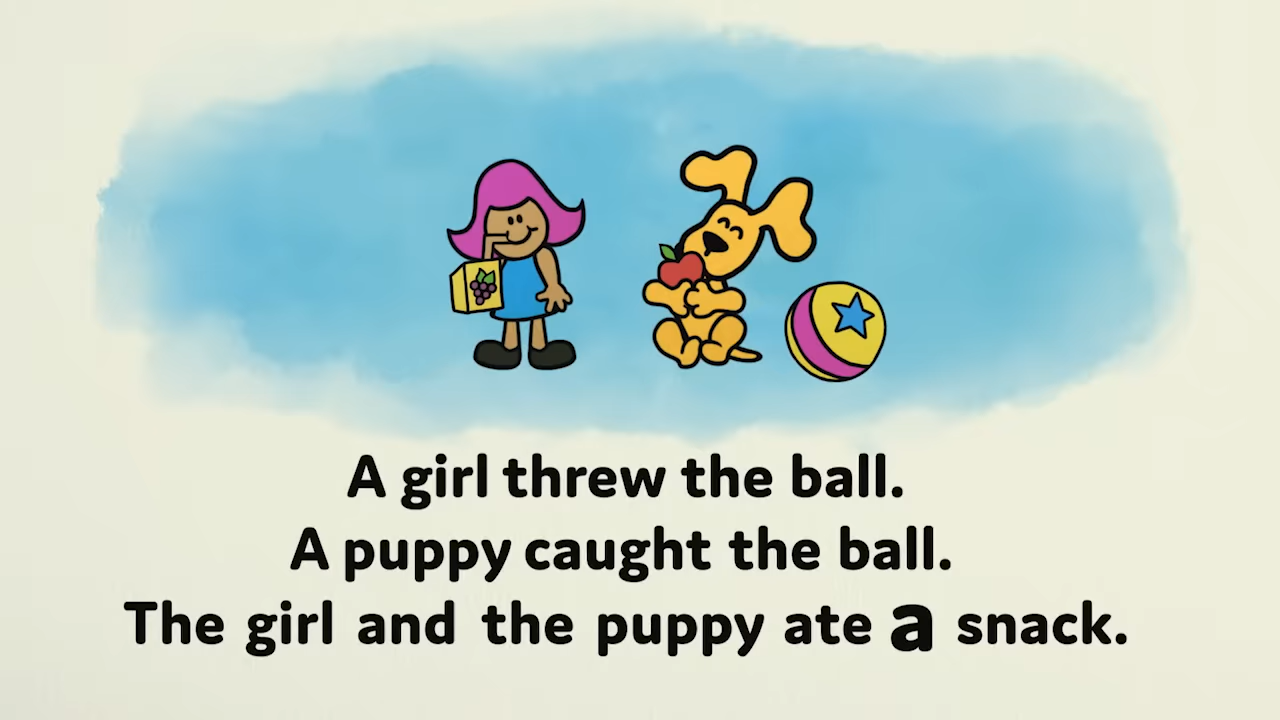 A girl threw the ball.
A puppy caught the ball.
The girl and the puppy ate a snack.